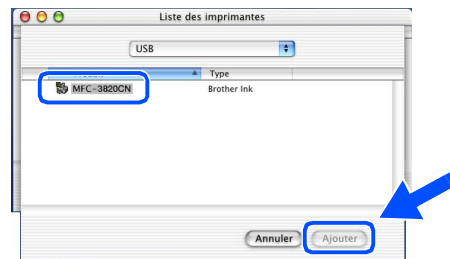 Liste des imprimantes
USB
Type
MFC-3820CN Brother Ink
Annuler Ajouter